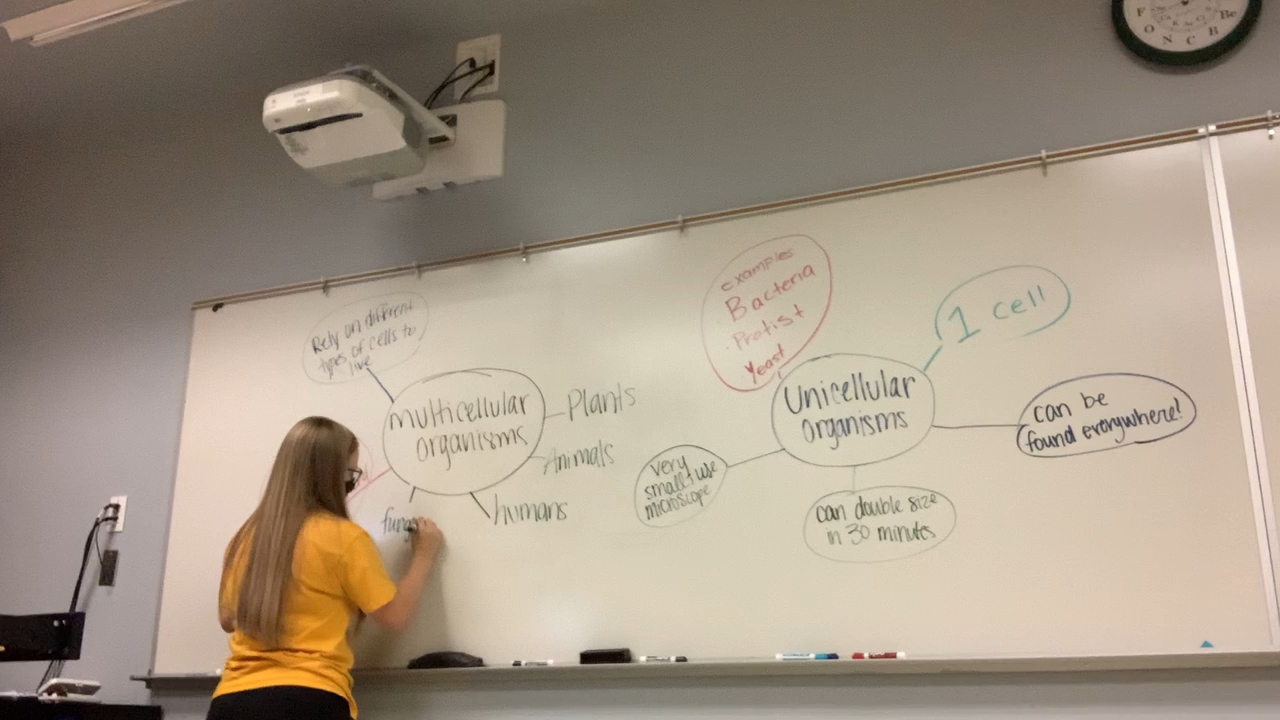 Rely on different
types of cells to
live
multicellular
organisms
Plants
Animals
humans
examples
Bacteria
Protist
Yeast
Unicellular
organisms
1 cell
can be
found everywhere!
very
small use
microscope
can double size
in 30 minutes
F
O
N
C
B
Be